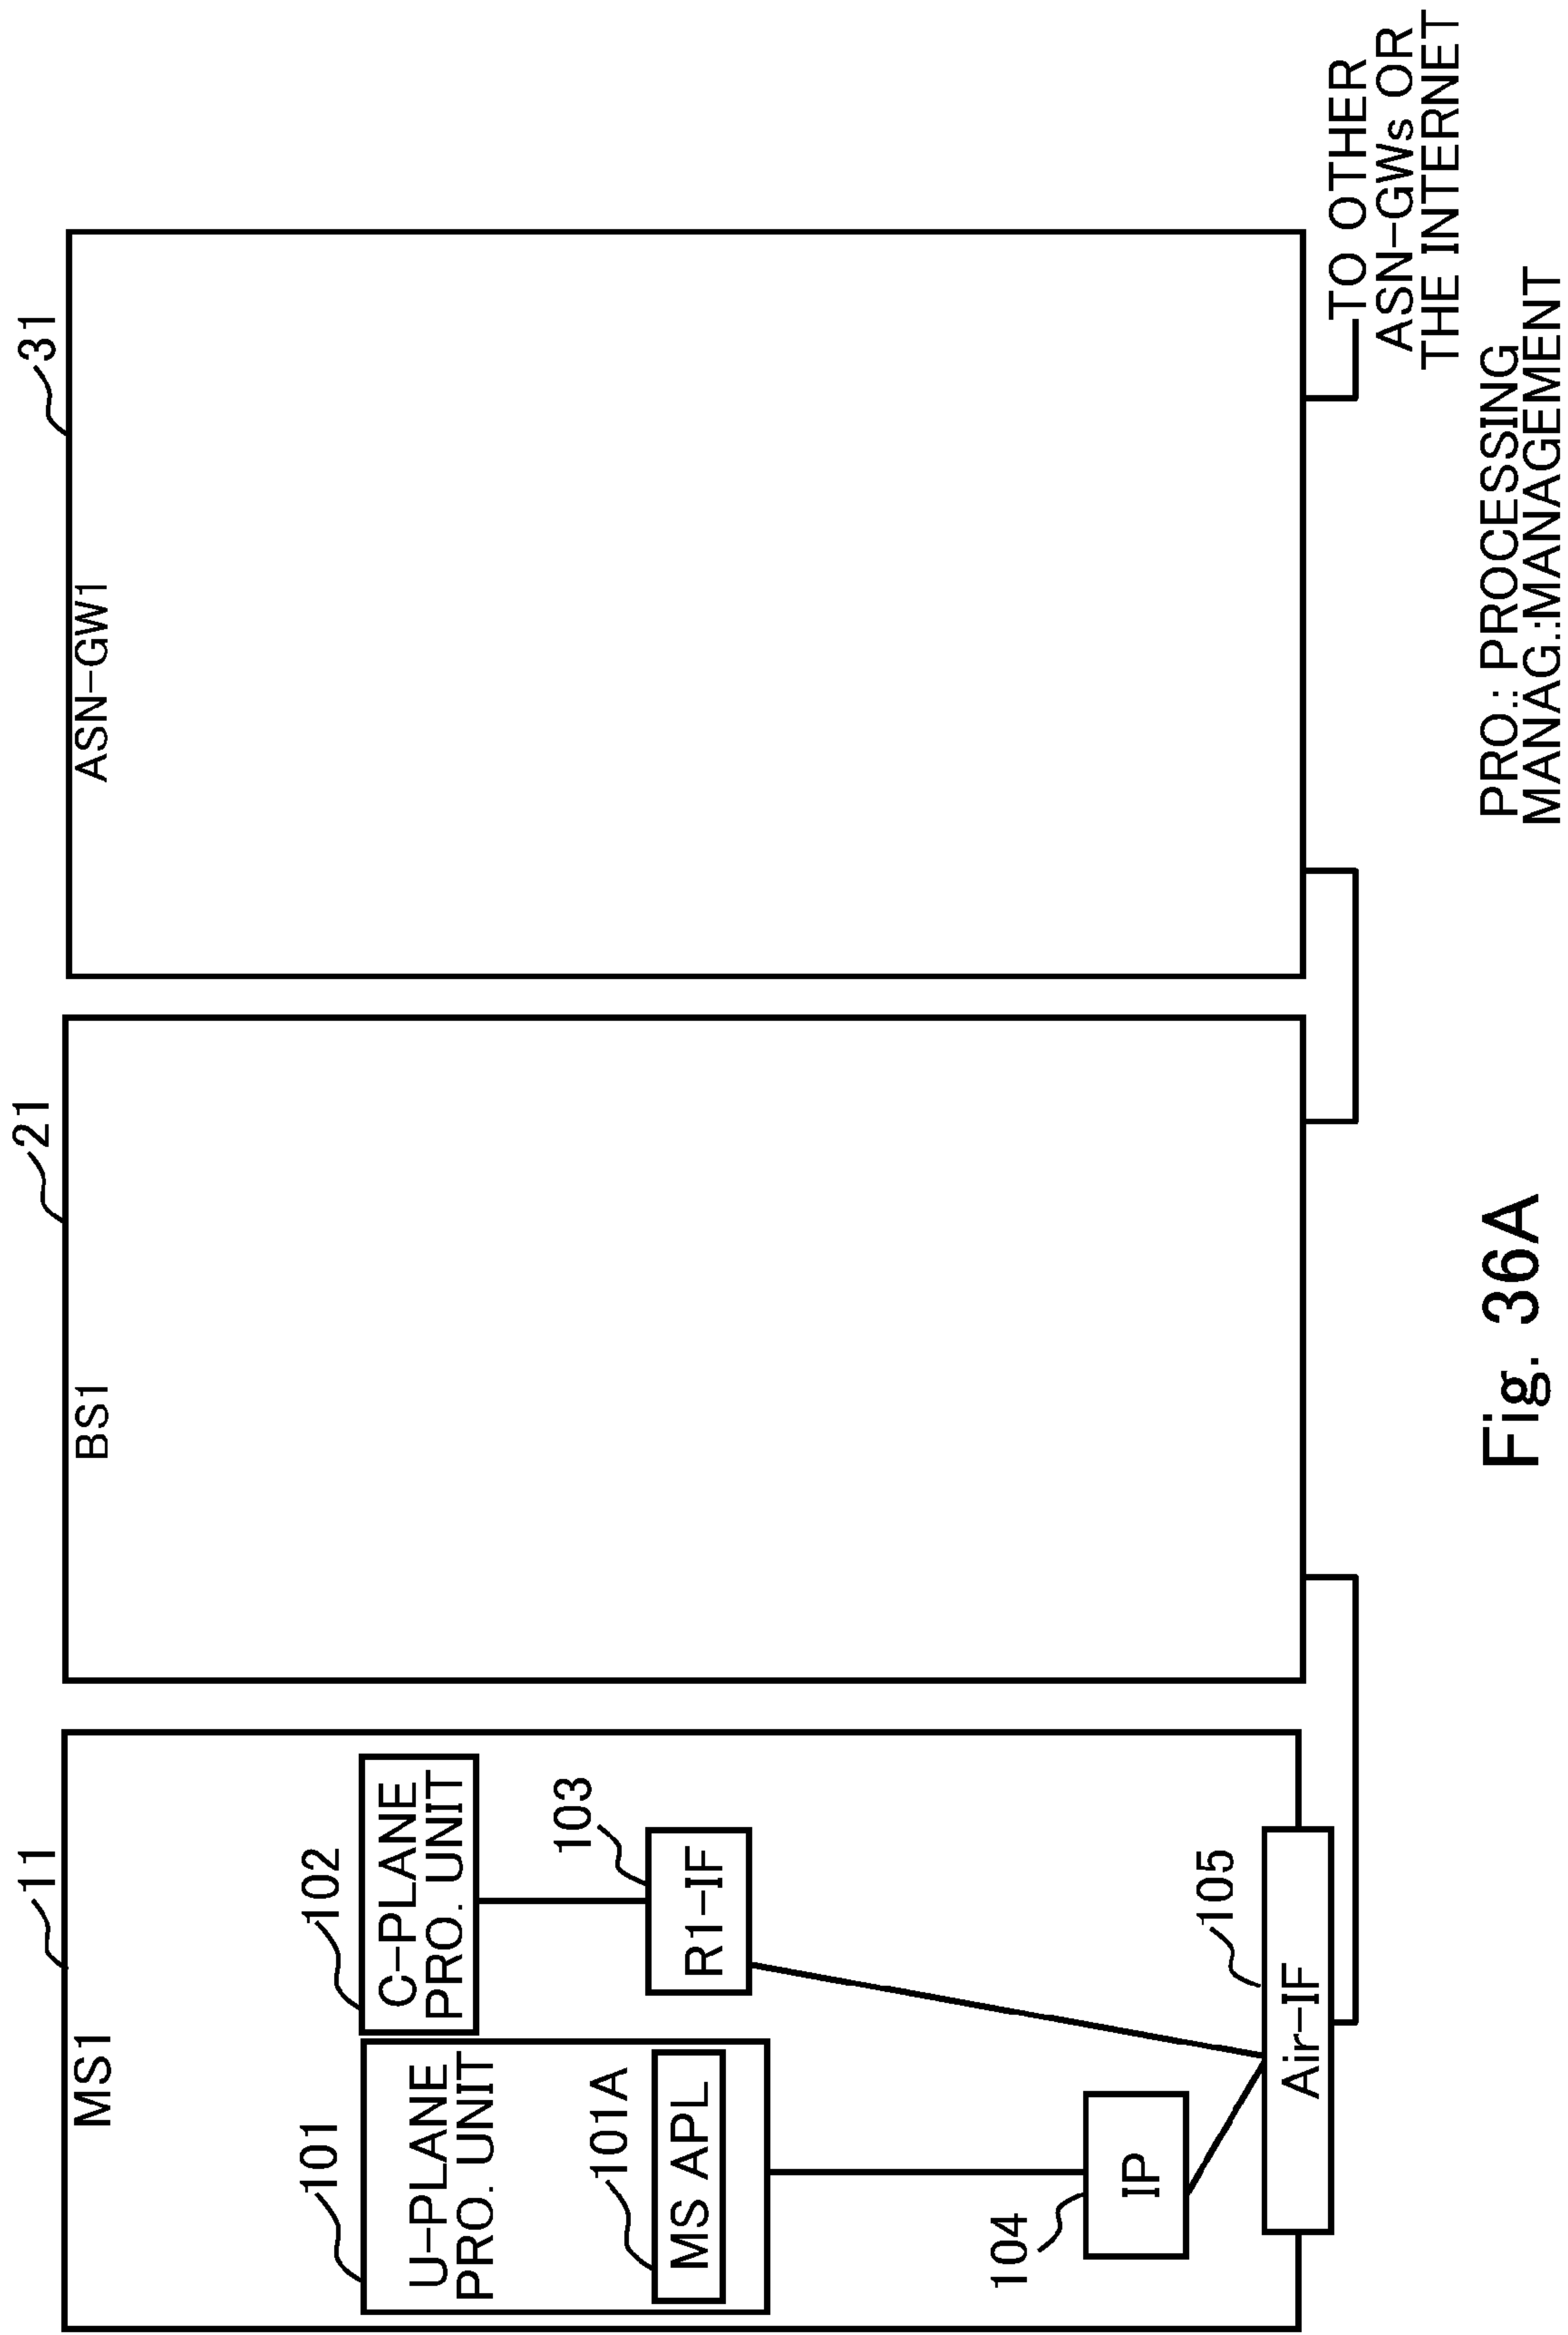 11
MS1
101
U-PLANE
PRO. UNIT
101A
MS APL
102
C-PLANE
PRO. UNIT
103
R1-IF
104
IP
105
Air-IF
21
BS1
31
ASN-GW1
TO OTHER
ASN-GWs OR
THE INTERNET
PRO.: PROCESSING
MANAG.:MANAGEMENT
Fig. 36A